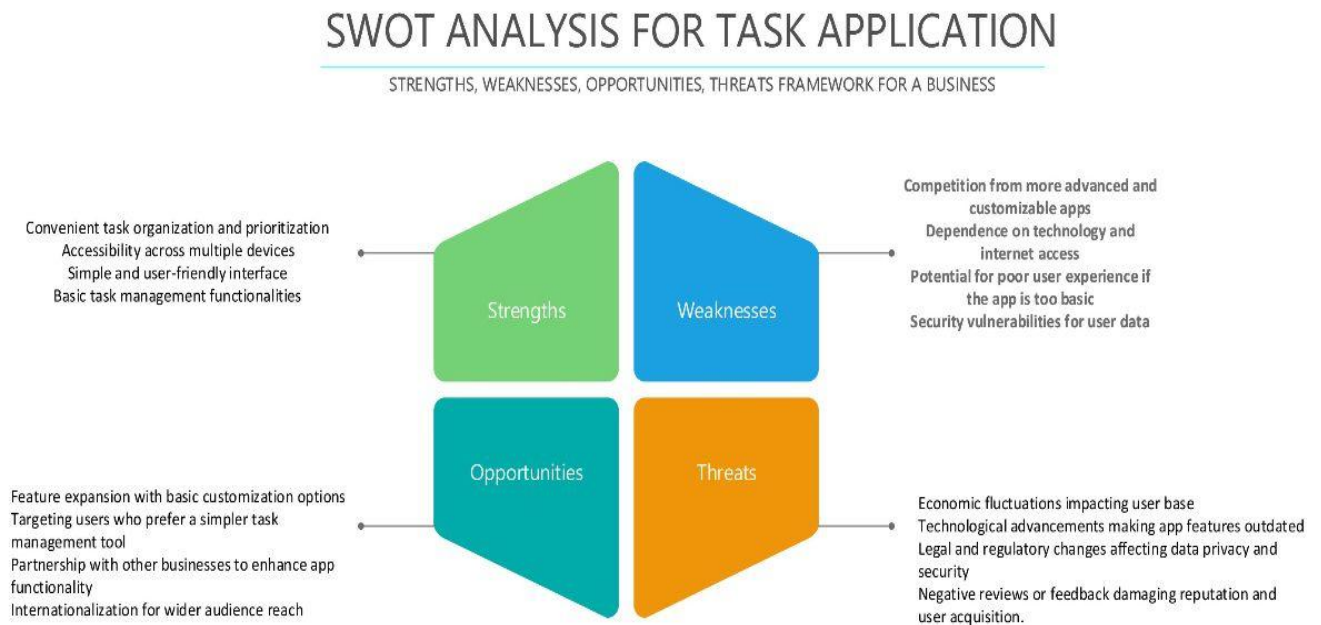 SWOT ANALYSIS FOR TASK APPLICATION
STRENGTHS, WEAKNESSES, OPPORTUNITIES, THREATS FRAMEWORK FOR A BUSINESS
Convenient task organization and prioritization
Accessibility across multiple devices
Simple and user-friendly interface
Basic task management functionalities
Strengths
Weaknesses
Competition from more advanced and
customizable apps
Dependence on technology and
internet access
Potential for poor user experience if
the app is too basic
Security vulnerabilities for user data
Feature expansion with basic customization options
Targeting users who prefer a simpler task
management tool
Partnership with other businesses to enhance app
functionality
Internationalization for wider audience reach
Opportunities
Threats
Economic fluctuations impacting user base
Technological advancements making app features outdated
Legal and regulatory changes affecting data privacy and
security
Negative reviews or feedback damaging reputation and
user acquisition.